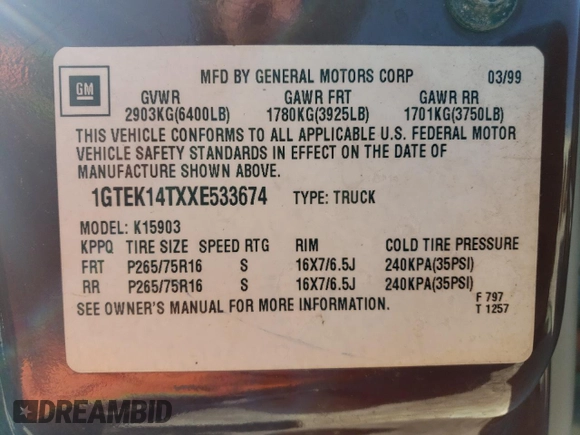 GM
MFD BY GENERAL MOTORS CORP 03/99
GVWR GAWR FRT GAWR RR
2903KG(6400LB) 1780KG(3925LB) 1701KG(3750LB)
THIS VEHICLE CONFORMS TO ALL APPLICABLE U.S. FEDERAL MOTOR
VEHICLE SAFETY STANDARDS IN EFFECT ON THE DATE OF
MANUFACTURE SHOWN ABOVE.
1GTEK14TXXE533674 TYPE: TRUCK
MODEL: K15903
KPPQ TIRE SIZE SPEED RTG RIM COLD TIRE PRESSURE
FRT P265/75R16 S 16X7/6.5J 240KPA(35PSI)
RR P265/75R16 S 16X7/6.5J 240KPA(35PSI)
SEE OWNER'S MANUAL FOR MORE INFORMATION. F 797
T 1257
DREAMBID